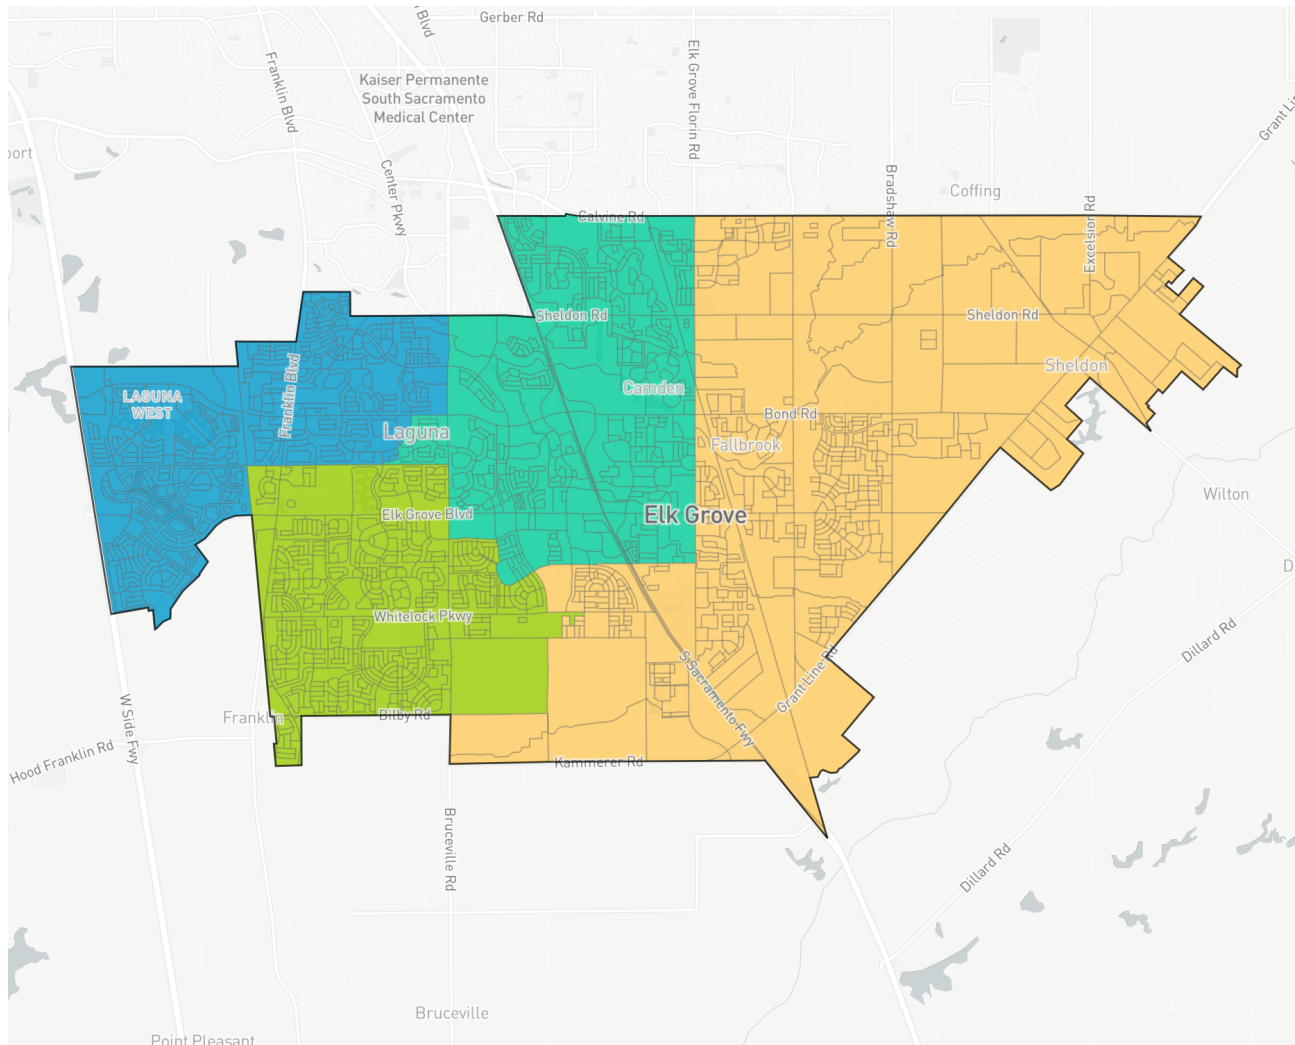 Gerber Rd
Blvd
Franklin Blvd
Kaiser Permanente
South Sacramento
Medical Center
Elk Grove Florin Rd
Grant Li
port
Center Pkwy
Bradshaw Rd
Coffing
Excelsior Rd
Calvine Rd
Sheldon Rd
Sheldon Rd
Sheldon
Franklin Blvd
LAGUNA
WEST
Camden
Laguna
Bond Rd
Fallbrook
Wilton
Elk Grove Blvd
Elk Grove
D
Whitelock Pkwy
Dillard Rd
Grant Line Rd
S Sacramento Fwy
W Side Fwy
Franklin
Bilby Rd
Hood Franklin Rd
Kammerer Rd
Bruceville Rd
Dillard Rd
Bruceville
Point Pleasant